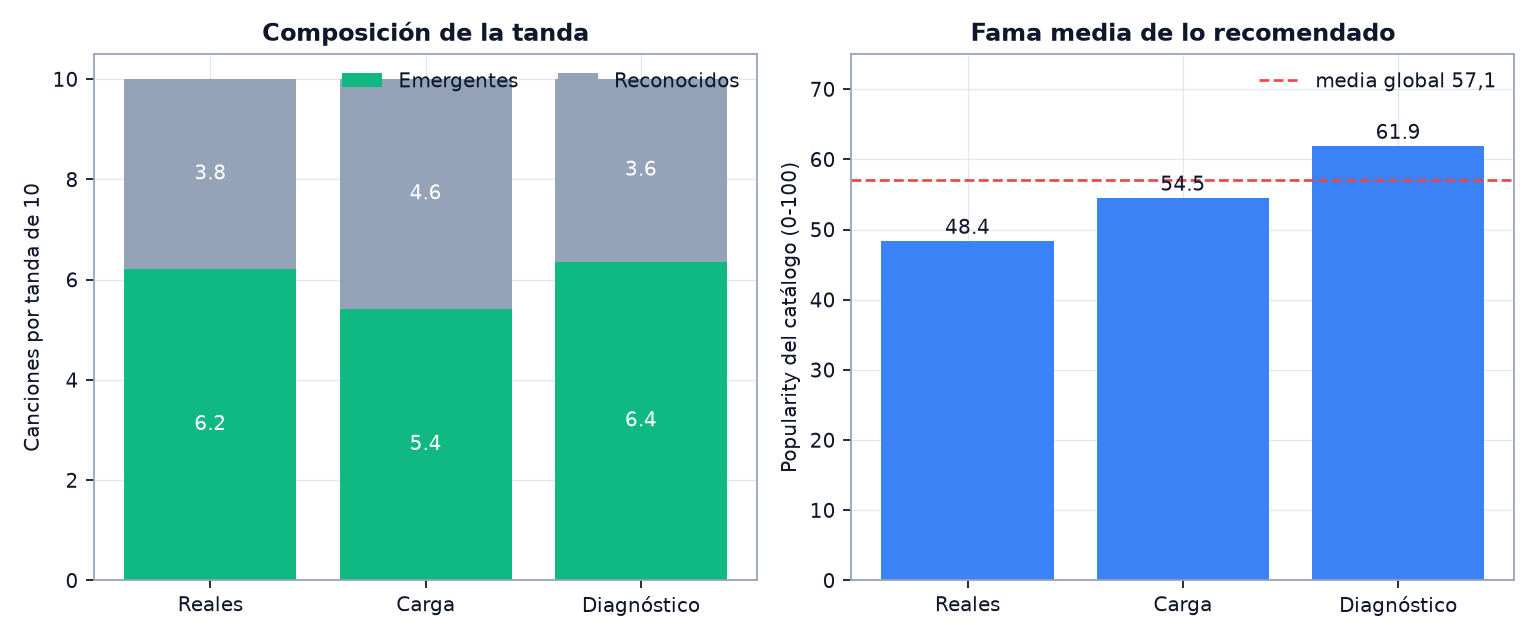 Composición de la tanda
Canciones por tanda de 10
10
8
6
4
2
0
Emergentes
Reconocidos
3.8
4.6
3.6
6.2
5.4
6.4
Reales
Carga
Diagnóstico
Fama media de lo recomendado
Popularity del catálogo (0-100)
70
60
50
40
30
20
10
0
media global 57,1
48.4
54.5
61.9
Reales
Carga
Diagnóstico